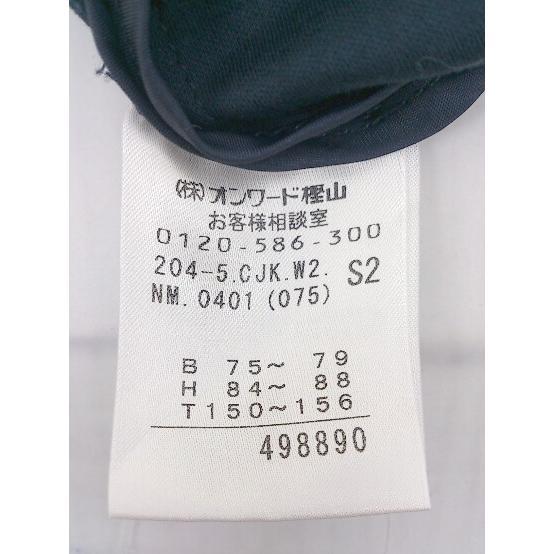 (株)オンワード樫山
お客様相談室
0120-586-300
204-5.CJK.W2. S2
NM.0401(075)
B 75～ 79
H 84～ 88
T150～156
498890